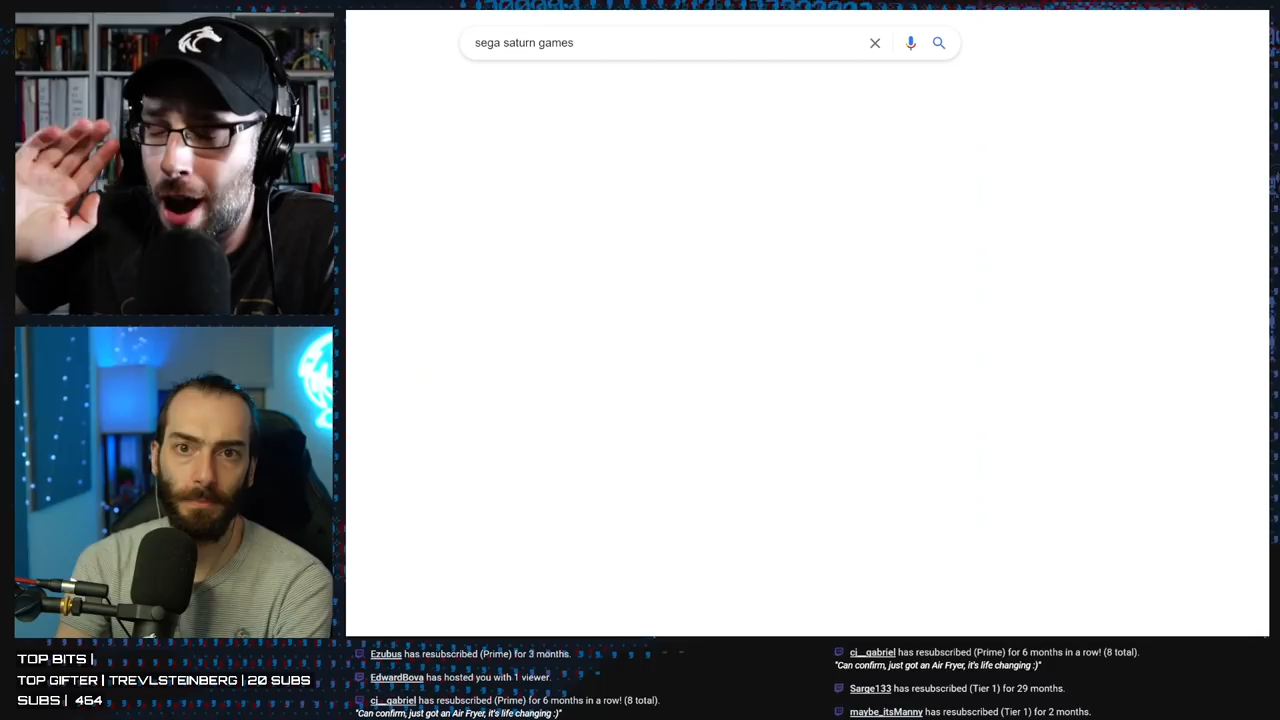 sega saturn games
TOP BITS |
TOP GIFTER | TREVLSTEINBERG | 20 SUBS
SUBS | 464
Ezubus has resubscribed (Prime) for 3 months.
EdwardBova has hosted you with 1 viewer.
cj__gabriel has resubscribed (Prime) for 6 months in a row! (8 total).
"Can confirm, just got an Air Fryer, it's life changing :)"
cj__gabriel has resubscribed (Prime) for 6 months in a row! (8 total).
"Can confirm, just got an Air Fryer, it's life changing :)"
Sarge133 has resubscribed (Tier 1) for 29 months.
maybe_itsManny has resubscribed (Tier 1) for 2 months.